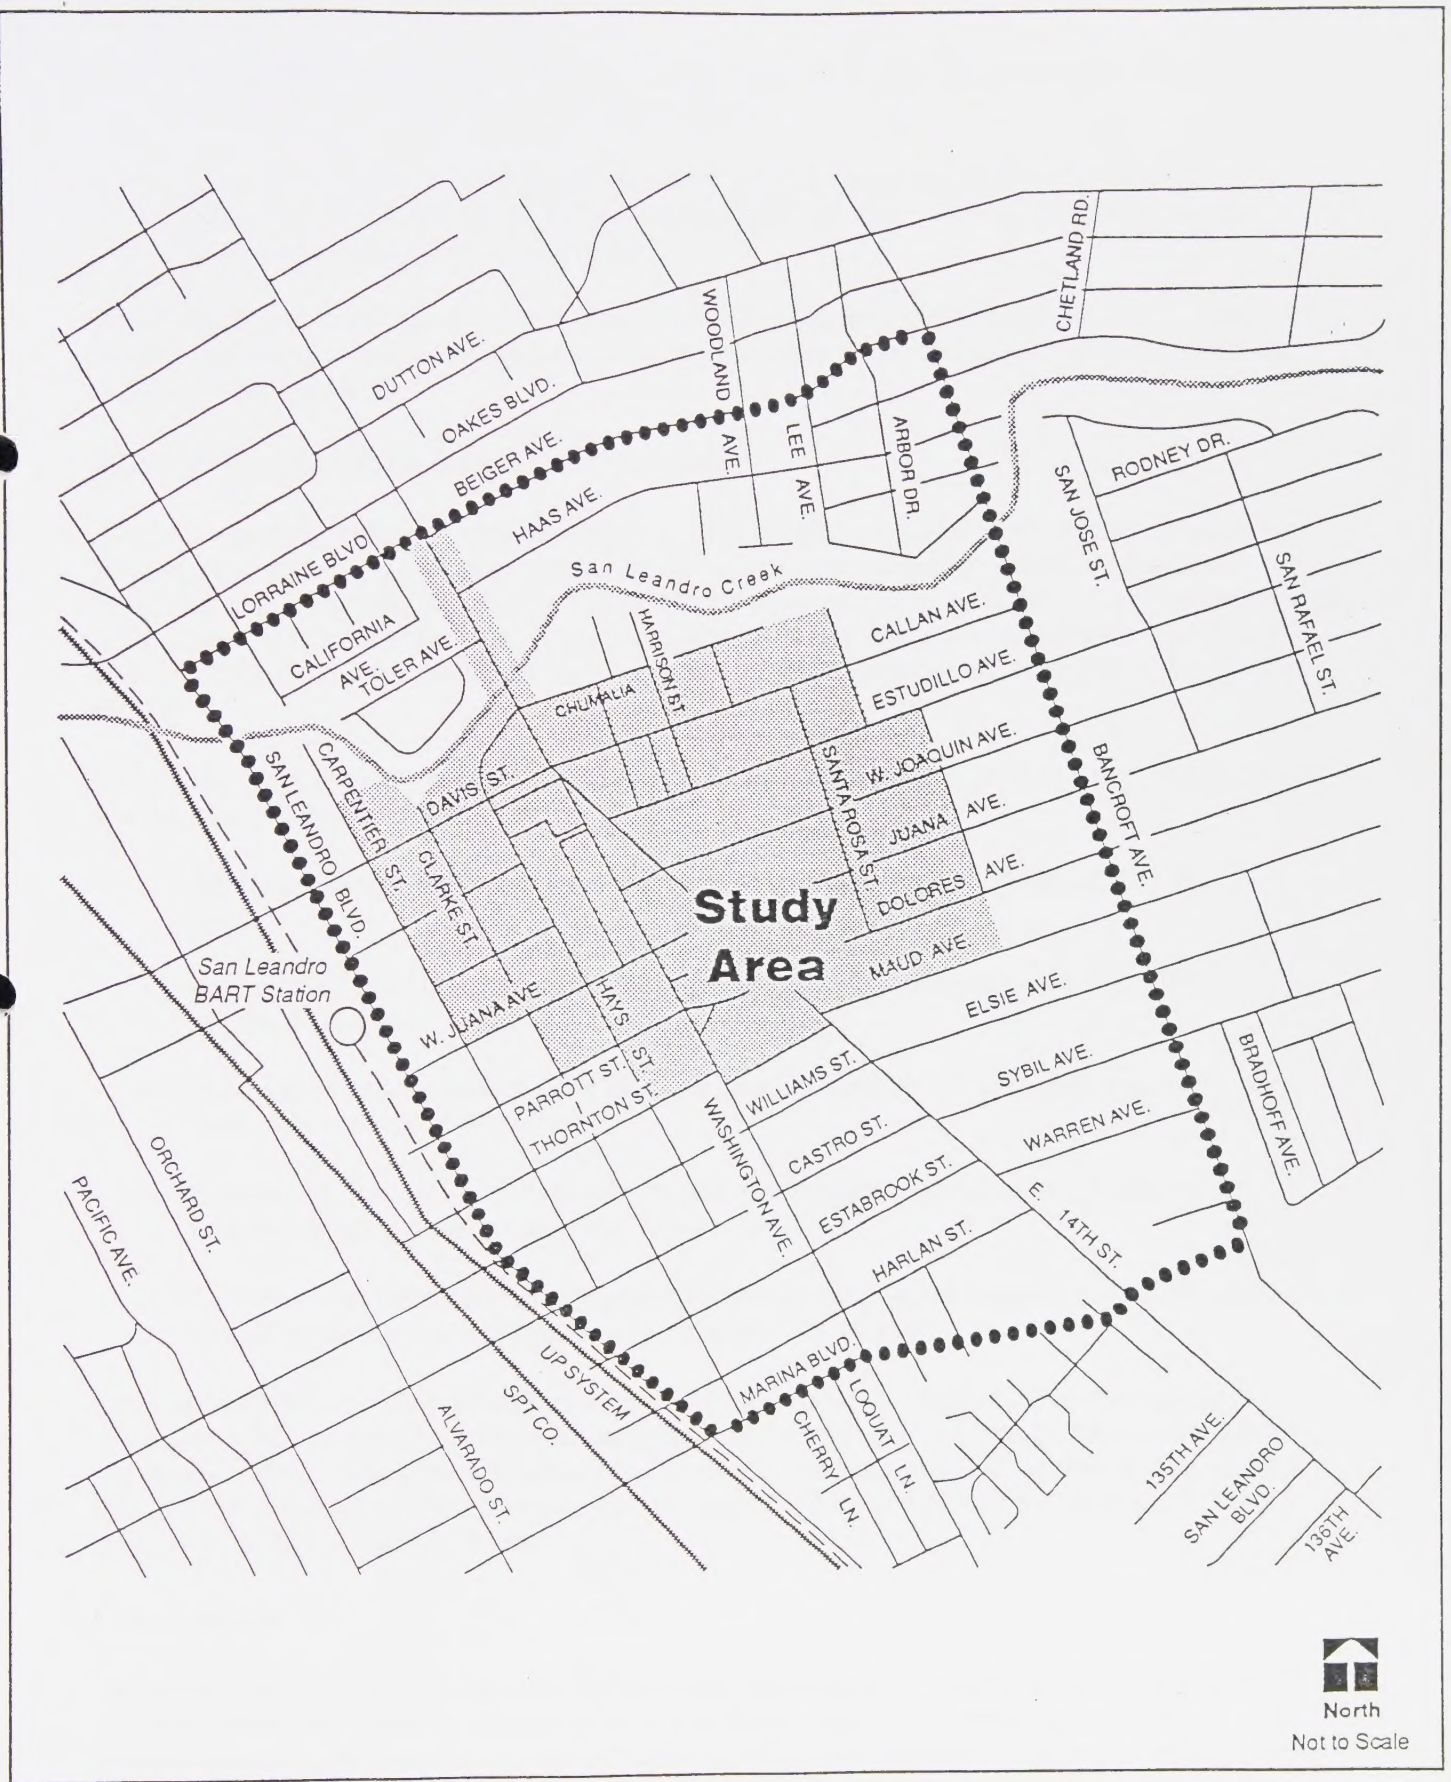 CHETLAND RD.
WOODLAND
AVE.
DUTTON AVE.
OAKES BLVD.
BEIGER AVE.
LEE
AVE.
ARBOR DR.
RODNEY DR.
HAAS AVE.
SAN JOSE ST.
SAN RAFAEL ST.
LORRAINE BLVD
San Leandro Creek
CALIFORNIA
AVE.
TOLER AVE.
HARRISON ST.
CALLAN AVE.
ESTUDILLO AVE.
CHUMALIA
W. JOAQUIN AVE.
SAN LEANDRO
BLVD.
CARPENTIER
ST.
DAVIS ST.
SANTA ROSA ST.
BANCROFT AVE.
JUANA AVE.
CLARKE ST.
DOLORES AVE.
Study
Area
MAUD AVE.
San Leandro
BART Station
ELSIE AVE.
W. JUANA AVE
HAYS
ST.
SYBIL AVE.
BRADHOFF AVE.
PARROTT ST.
THORNTON ST.
WILLIAMS ST.
WARREN AVE.
WASHINGTON AVE.
CASTRO ST.
ORCHARD ST.
PACIFIC AVE.
ESTABROOK ST.
E. 14TH ST.
HARLAN ST.
MARINA BLVD.
UP SYSTEM
SPT CO.
ALVARADO ST.
CHERRY
LN.
LOQUAT
LN.
135TH AVE.
SAN LEANDRO
BLVD.
136TH
AVE.
North
Not to Scale